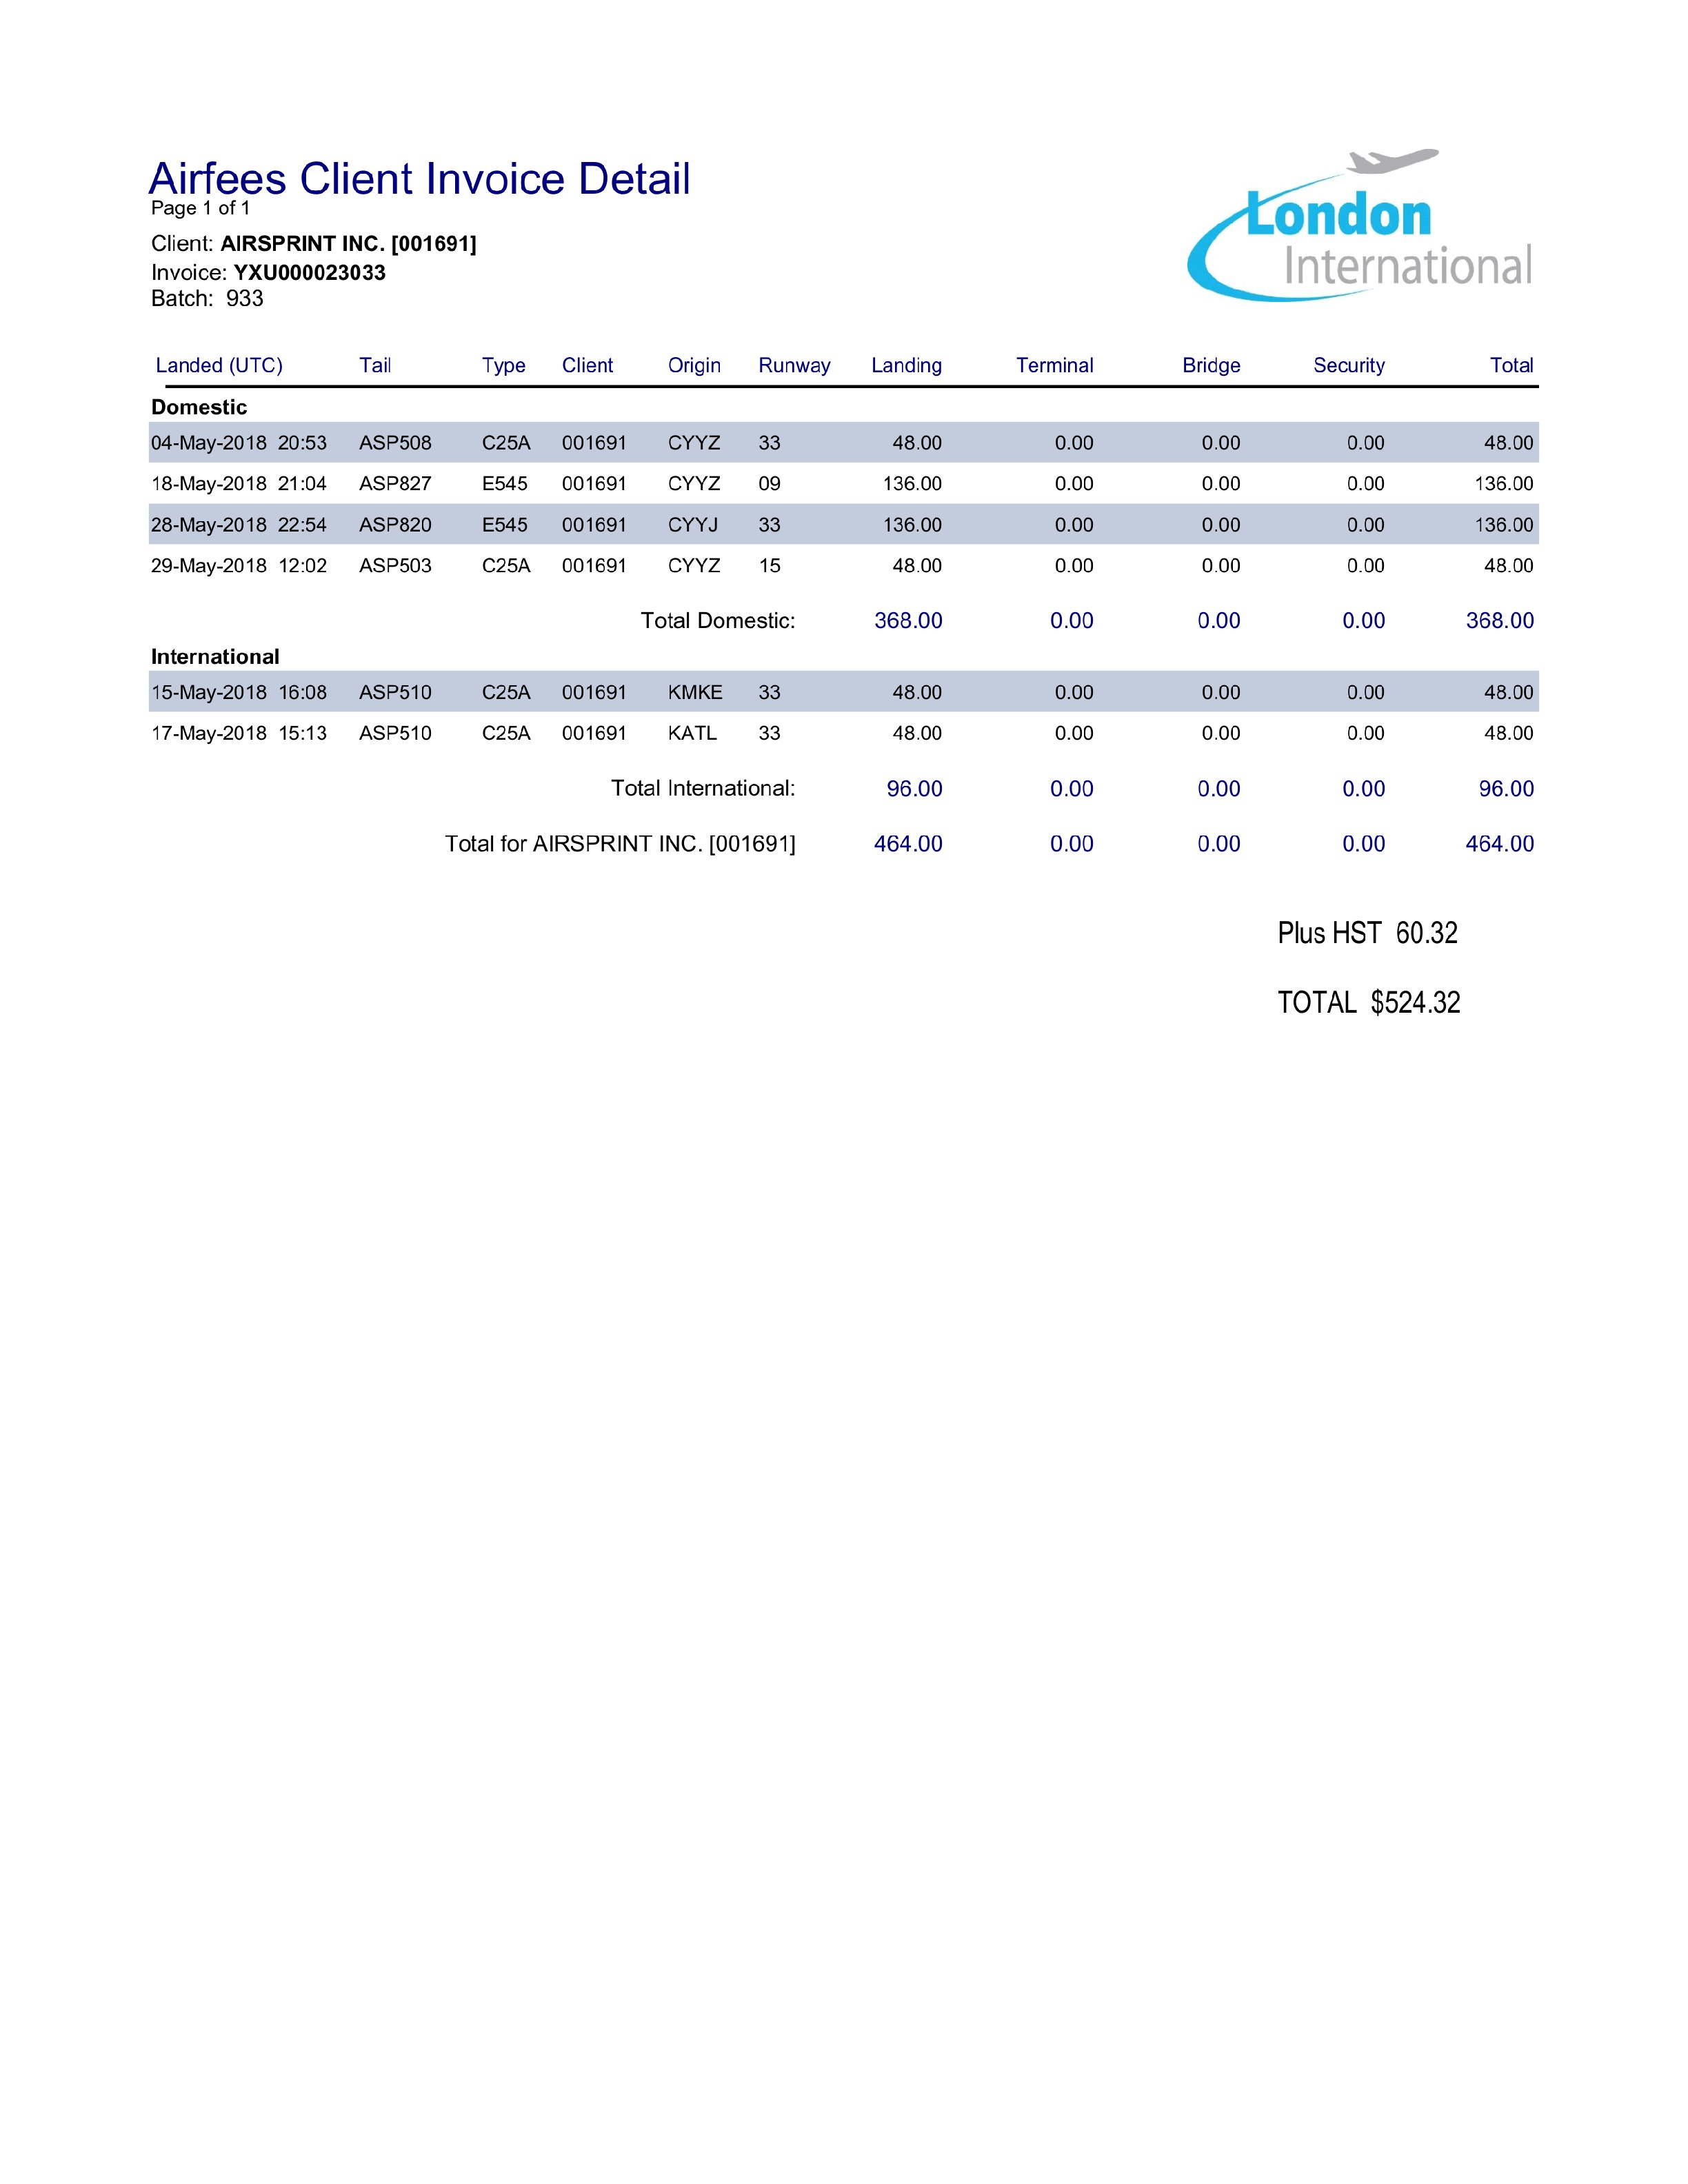 Airfees Client Invoice Detail
Page 1 of 1
Client: AIRSPRINT INC. [001691]
Invoice: YXU000023033
Batch: 933
London
International
Landed (UTC) Tail Type Client Origin Runway Landing Terminal Bridge Security Total
Domestic
04-May-2018 20:53 ASP508 C25A 001691 CYYZ 33 48.00 0.00 0.00 0.00 48.00
18-May-2018 21:04 ASP827 E545 001691 CYYZ 09 136.00 0.00 0.00 0.00 136.00
28-May-2018 22:54 ASP820 E545 001691 CYYJ 33 136.00 0.00 0.00 0.00 136.00
29-May-2018 12:02 ASP503 C25A 001691 CYYZ 15 48.00 0.00 0.00 0.00 48.00
Total Domestic: 368.00 0.00 0.00 0.00 368.00
International
15-May-2018 16:08 ASP510 C25A 001691 KMKE 33 48.00 0.00 0.00 0.00 48.00
17-May-2018 15:13 ASP510 C25A 001691 KATL 33 48.00 0.00 0.00 0.00 48.00
Total International: 96.00 0.00 0.00 0.00 96.00
Total for AIRSPRINT INC. [001691] 464.00 0.00 0.00 0.00 464.00
Plus HST 60.32
TOTAL $524.32